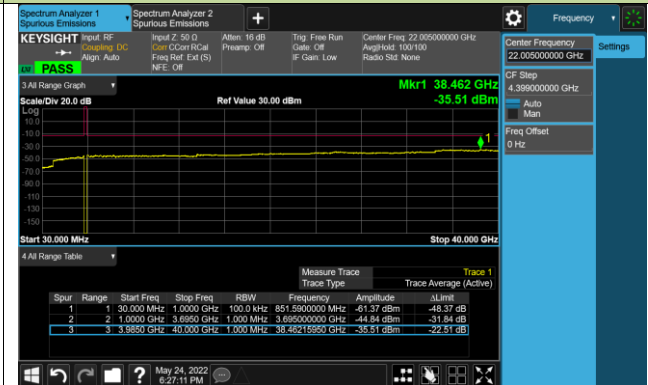 Spectrum Analyzer 1
Spurious Emissions
Spectrum Analyzer 2
Spurious Emissions
Frequency
KEYSIGHT
Input: RF
Coupling: DC
Align: Auto
Input Z: 50 Ω
Corr CCorr RCal
Freq Ref: Ext (S)
NFE: Off
Atten: 16 dB
Preamp: Off
Trig: Free Run
Gate: Off
IF Gain: Low
Center Freq: 22.005000000 GHz
Avg|Hold: 100/100
Radio Std: None
PASS
Center Frequency
22.005000000 GHz
Settings
CF Step
4.399000000 GHz
Auto
Man
Freq Offset
0 Hz
3 All Range Graph
Mkr1 38.462 GHz
Scale/Div 20.0 dB
Ref Value 30.00 dBm
-35.51 dBm
Log
10.0
-10.0
-30.0
-50.0
-70.0
-90.0
-110
-130
-150
1
Start 30.000 MHz
Stop 40.000 GHz
4 All Range Table
Measure Trace Trace 1
Trace Type Trace Average (Active)
Spur Range Start Freq Stop Freq RBW Frequency Amplitude ΔLimit
1 1 30.000 MHz 1.0000 GHz 100.0 kHz 851.5900000 MHz -61.37 dBm -48.37 dB
2 2 1.0000 GHz 3.6950 GHz 1.000 MHz 3.695000000 GHz -44.84 dBm -31.84 dB
3 3 3.9850 GHz 40.000 GHz 1.000 MHz 38.46215950 GHz -35.51 dBm -22.51 dB
May 24, 2022
6:27:11 PM